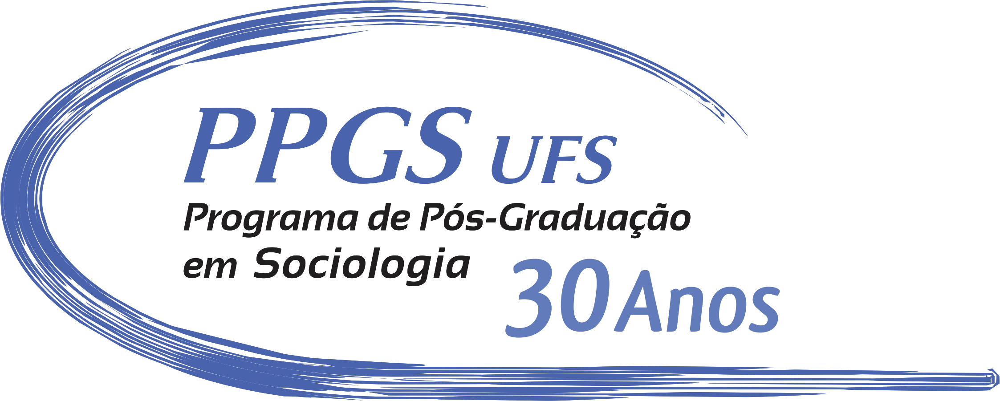 PPGS UFS
Programa de Pós-Graduação
em Sociologia
30 Anos